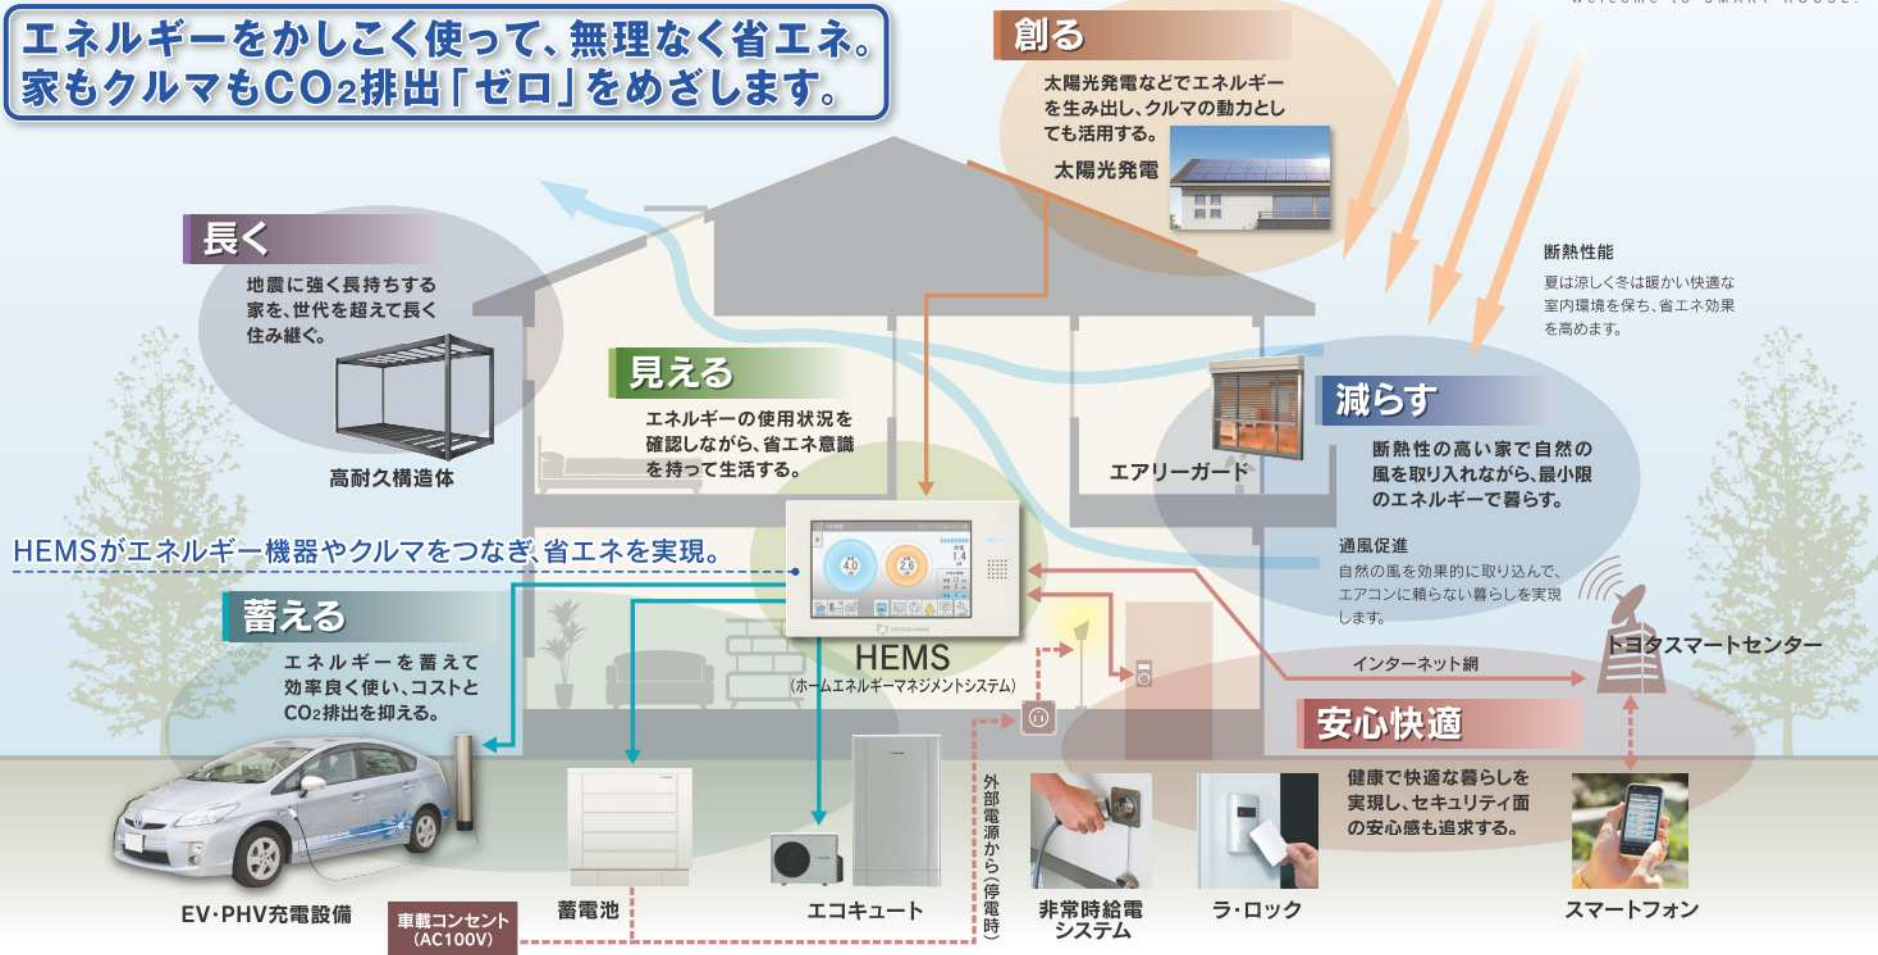 welcome to SMART HOUSE.
エネルギーをかしこく使って、無理なく省エネ。
家もクルマもCO2排出「ゼロ」をめざします。
創る
太陽光発電などでエネルギー
を生み出し、クルマの動力とし
ても活用する。
太陽光発電
長く
地震に強く長持ちする
家を、世代を超えて長く
住み継ぐ。
高耐久構造体
断熱性能
夏は涼しく冬は暖かい快適な
室内環境を保ち、省エネ効果
を高めます。
見える
エネルギーの使用状況を
確認しながら、省エネ意識
を持って生活する。
エアリーガード
減らす
断熱性の高い家で自然の
風を取り入れながら、最小限
のエネルギーで暮らす。
通風促進
自然の風を効果的に取り込んで、
エアコンに頼らない暮らしを実現
します。
HEMSがエネルギー機器やクルマをつなぎ、省エネを実現。
4.0
2.6
1.4
HEMS
(ホームエネルギーマネジメントシステム)
蓄える
エネルギーを蓄えて
効率良く使い、コストと
CO2排出を抑える。
トヨタスマートセンター
インターネット網
安心快適
健康で快適な暮らしを
実現し、セキュリティ面
の安心感も追求する。
外部電源から(停電時)
EV・PHV充電設備
車載コンセント
(AC100V)
蓄電池
エコキュート
非常時給電
システム
ラ・ロック
スマートフォン